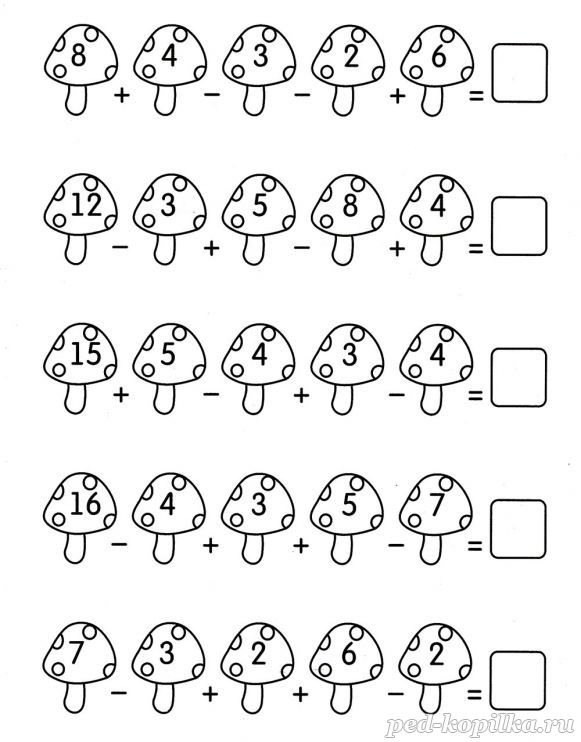 8 + 4 − 3 − 2 + 6 =
12 − 3 + 5 − 8 + 4 =
15 + 5 − 4 + 3 − 4 =
16 − 4 + 3 + 5 − 7 =
7 − 3 + 2 + 6 − 2 =
ped-kopilka.ru